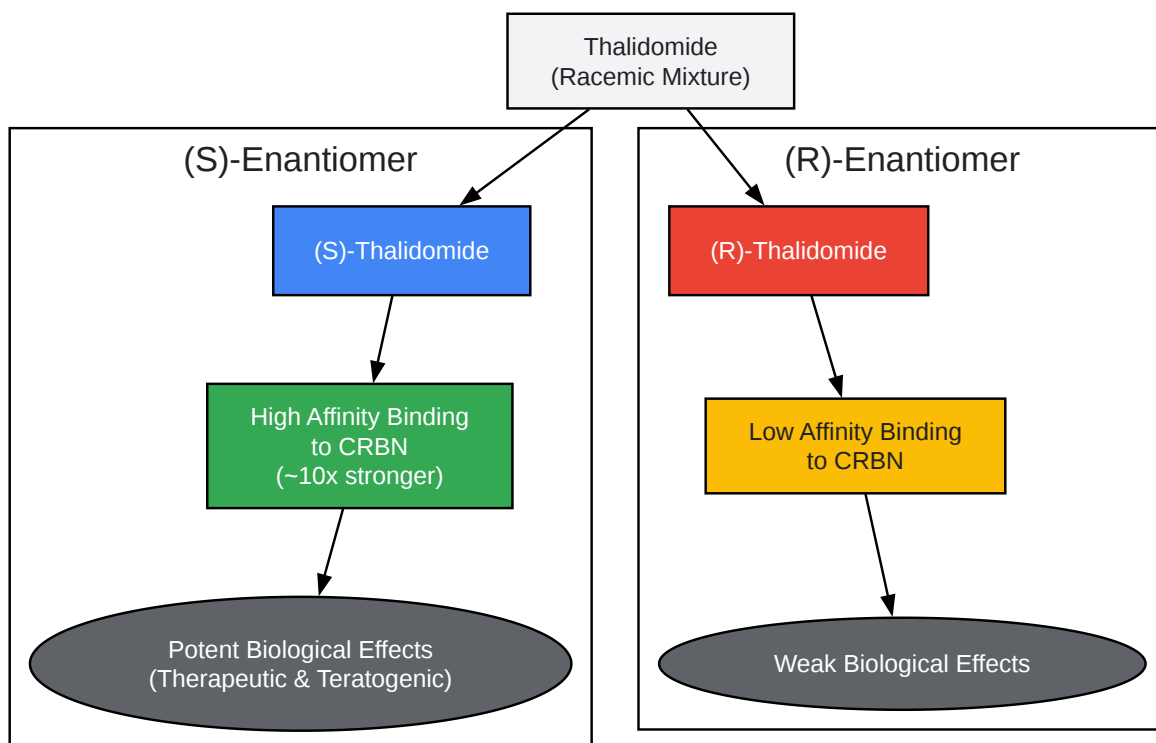 Thalidomide
(Racemic Mixture)
(S)-Enantiomer
(S)-Thalidomide
High Affinity Binding
to CRBN
(~10x stronger)
Potent Biological Effects
(Therapeutic & Teratogenic)
(R)-Enantiomer
(R)-Thalidomide
Low Affinity Binding
to CRBN
Weak Biological Effects